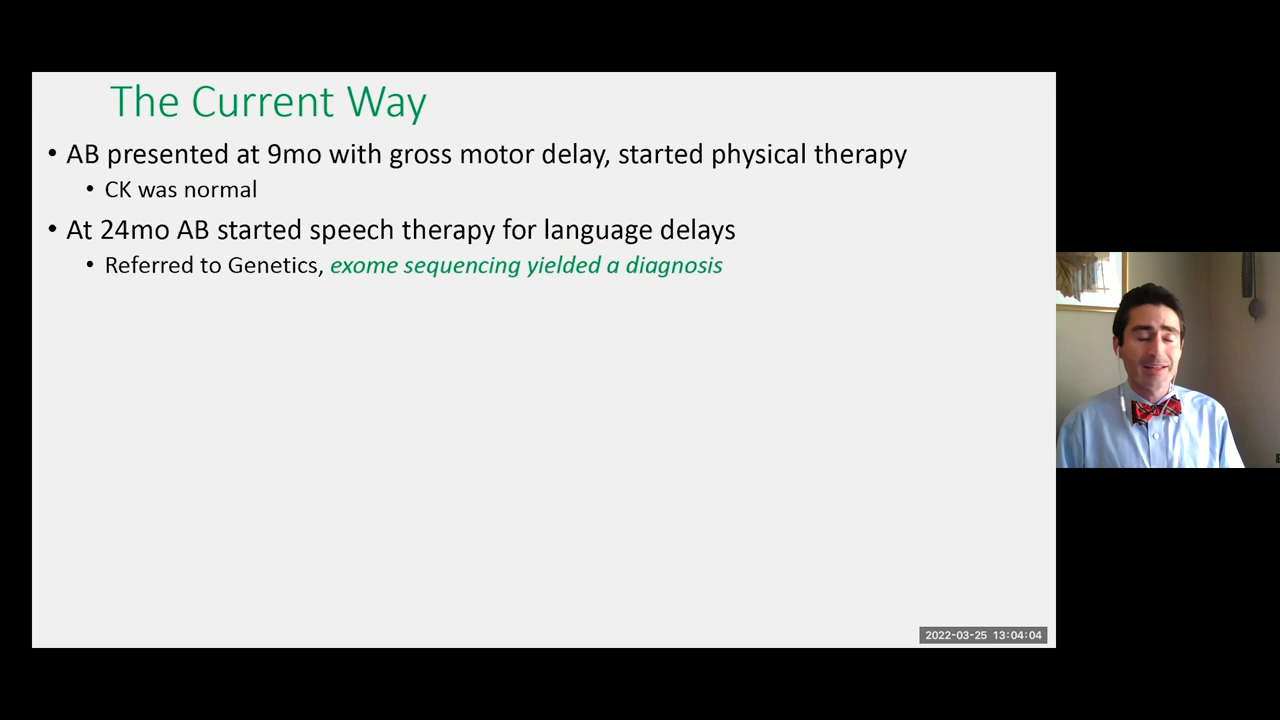 The Current Way
• AB presented at 9mo with gross motor delay, started physical therapy
• CK was normal
• At 24mo AB started speech therapy for language delays
• Referred to Genetics, exome sequencing yielded a diagnosis
2022-03-25 13:04:04